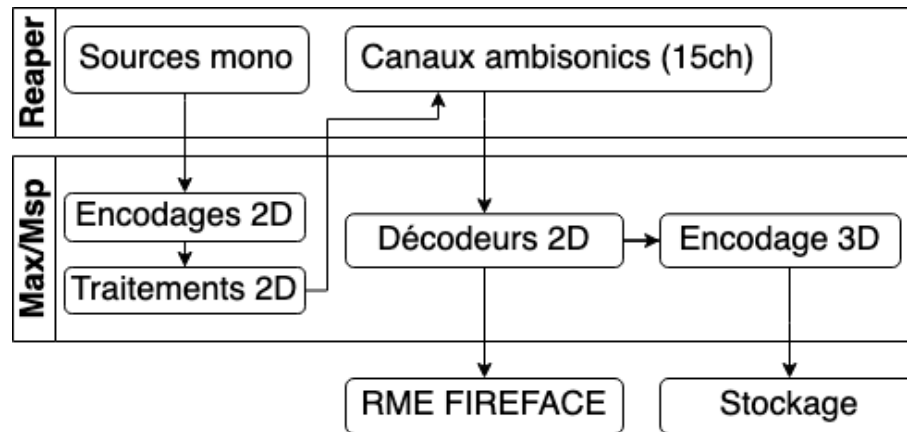 Reaper
Sources mono
Canaux ambisonics (15ch)
Max/Msp
Encodages 2D
Traitements 2D
Décodeurs 2D
Encodage 3D
RME FIREFACE
Stockage